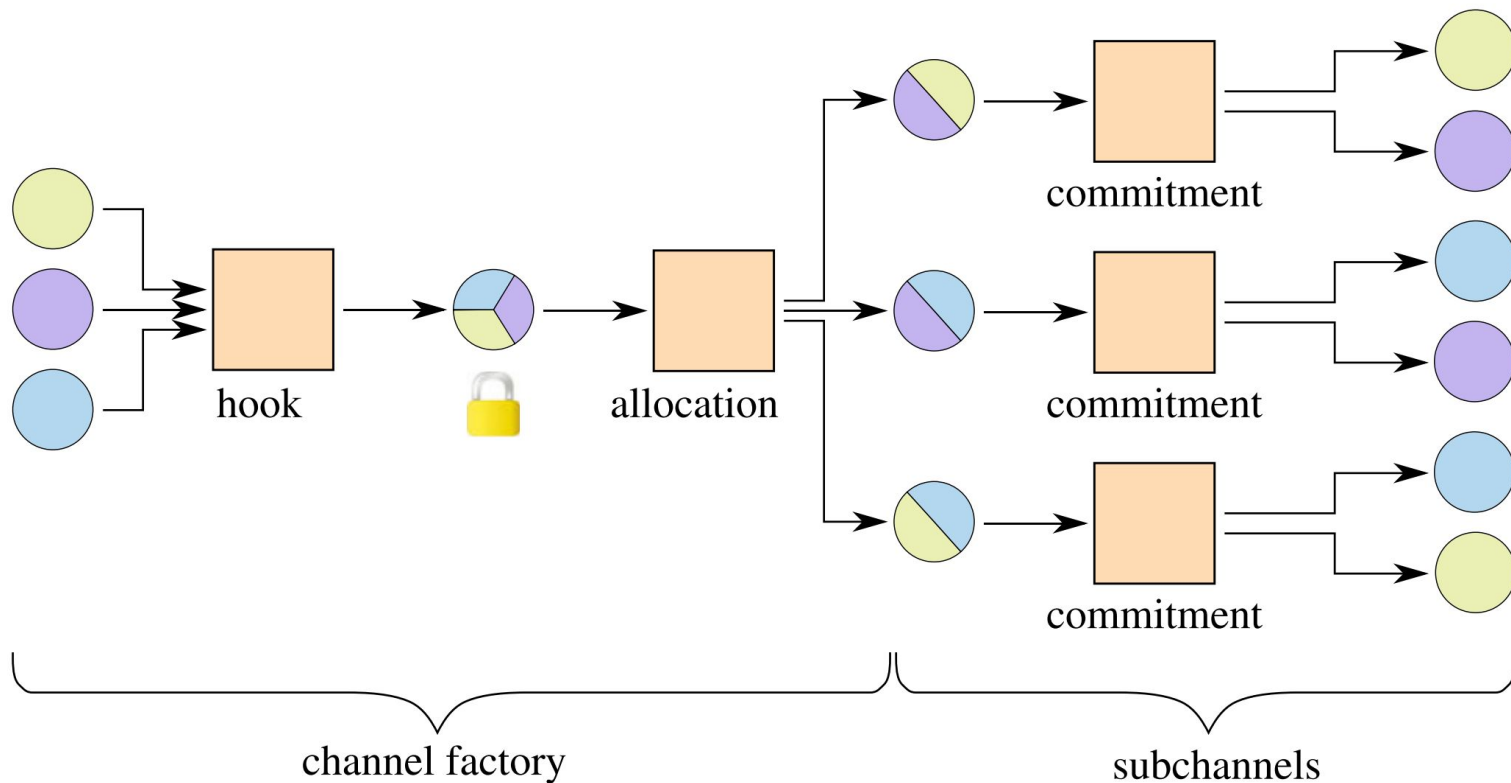 commitment
hook
allocation
commitment
commitment
channel factory
subchannels